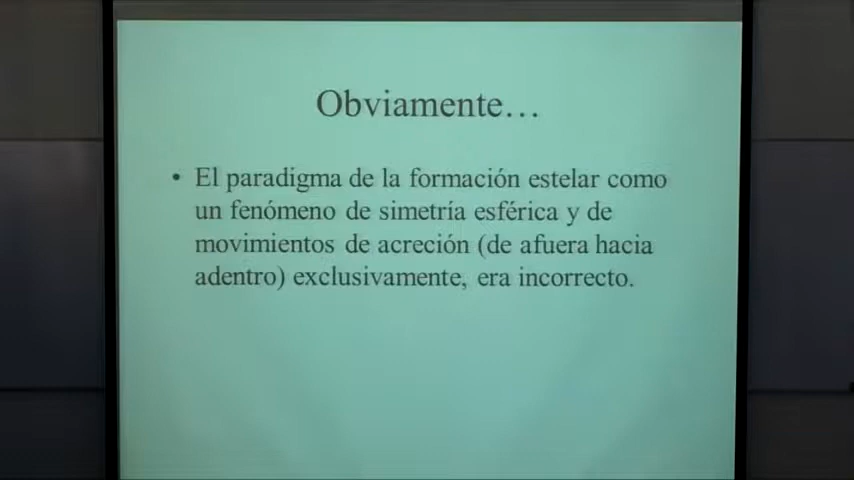 Obviamente…
• El paradigma de la formación estelar como
un fenómeno de simetría esférica y de
movimientos de acreción (de afuera hacia
adentro) exclusivamente, era incorrecto.